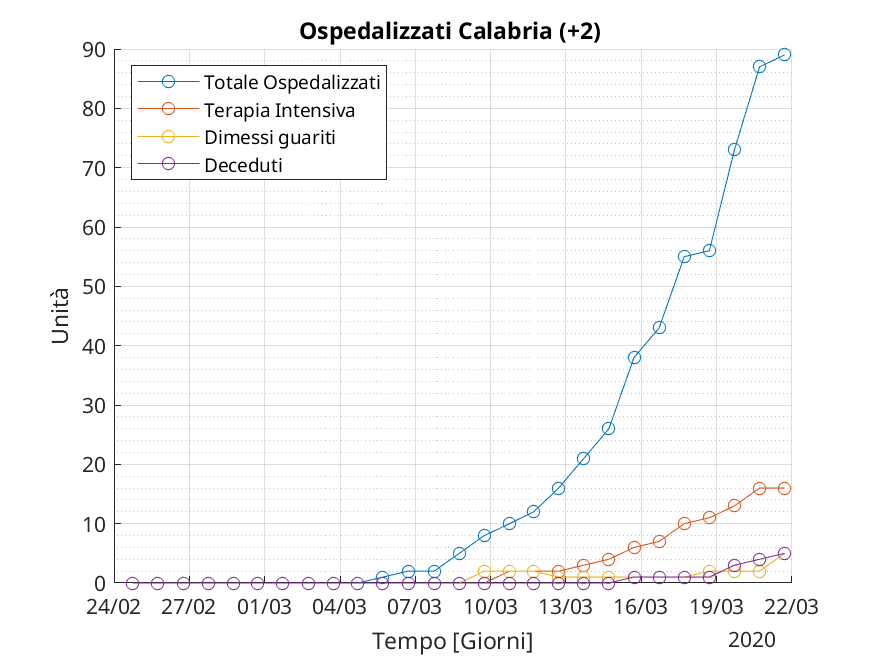 Ospedalizzati Calabria (+2)
Totale Ospedalizzati
Terapia Intensiva
Dimessi guariti
Deceduti
90
80
70
60
50
40
30
20
10
0
Unità
24/02 27/02 01/03 04/03 07/03 10/03 13/03 16/03 19/03 22/03
Tempo [Giorni]
2020